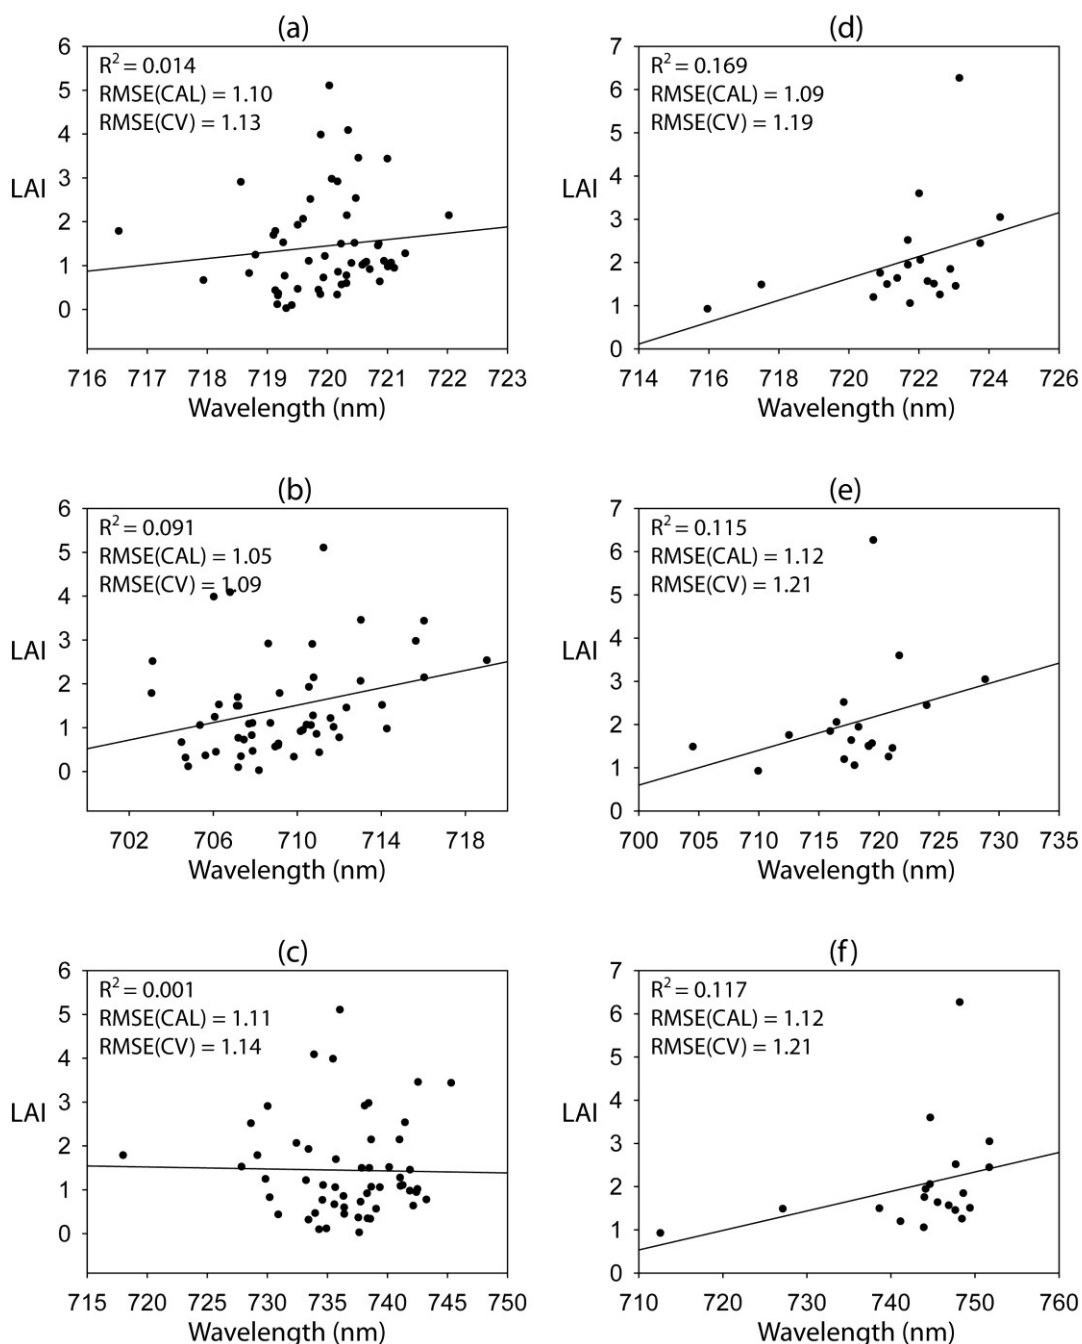 (a)
R² = 0.014
RMSE(CAL) = 1.10
RMSE(CV) = 1.13
6
5
4
3
2
1
0
LAI
716 717 718 719 720 721 722 723
Wavelength (nm)
(d)
R² = 0.169
RMSE(CAL) = 1.09
RMSE(CV) = 1.19
7
6
5
4
3
2
1
0
LAI
714 716 718 720 722 724 726
Wavelength (nm)
(b)
R² = 0.091
RMSE(CAL) = 1.05
RMSE(CV) = 1.09
6
5
4
3
2
1
0
LAI
702 706 710 714 718
Wavelength (nm)
(e)
R² = 0.115
RMSE(CAL) = 1.12
RMSE(CV) = 1.21
7
6
5
4
3
2
1
0
LAI
700 705 710 715 720 725 730 735
Wavelength (nm)
(c)
R² = 0.001
RMSE(CAL) = 1.11
RMSE(CV) = 1.14
6
5
4
3
2
1
0
LAI
715 720 725 730 735 740 745 750
Wavelength (nm)
(f)
R² = 0.117
RMSE(CAL) = 1.12
RMSE(CV) = 1.21
7
6
5
4
3
2
1
0
LAI
710 720 730 740 750 760
Wavelength (nm)